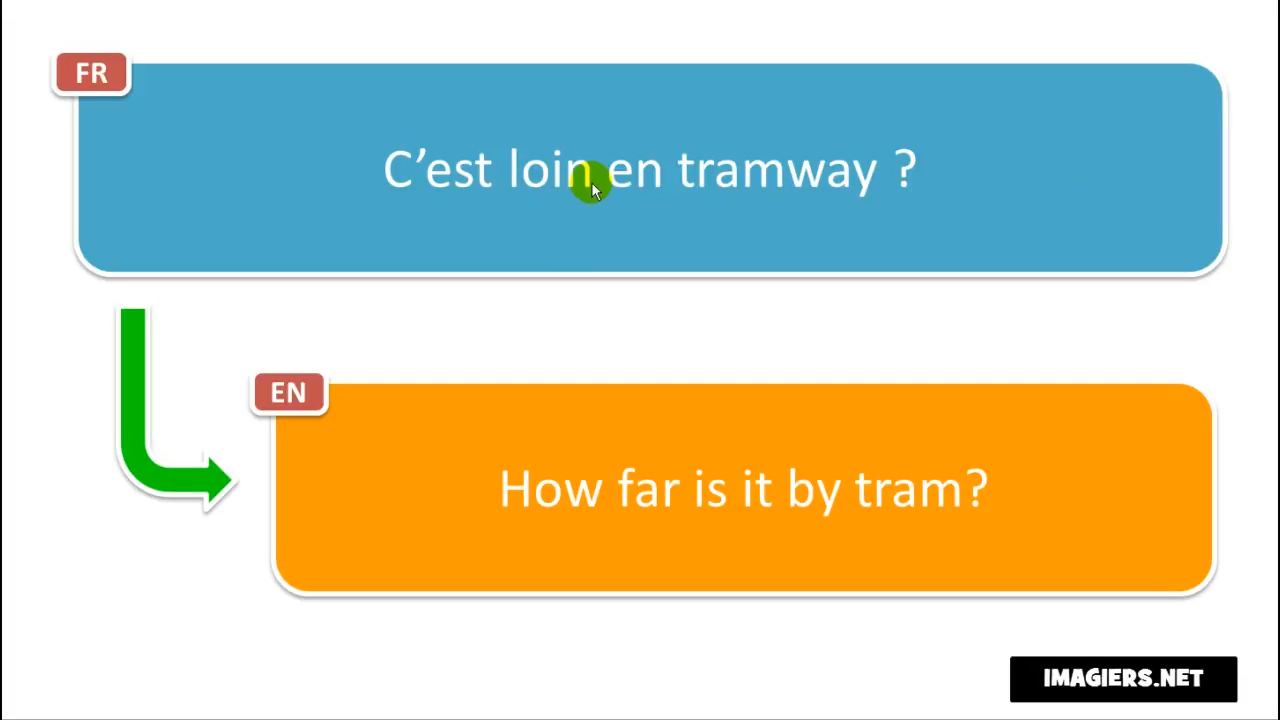 FR
C’est loin en tramway ?
EN
How far is it by tram?
IMAGIERS.NET